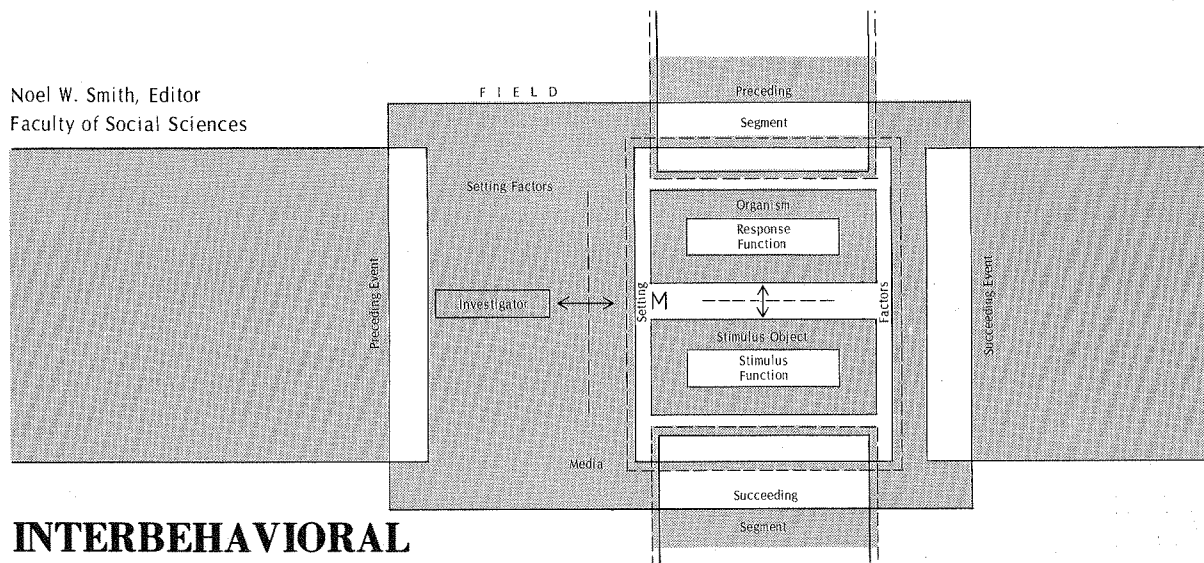 Noel W. Smith, Editor
Faculty of Social Sciences
F I E L D
Preceding
Segment
Setting Factors
Organism
Response
Function
Preceding Event
Investigator
Setting
M
Factors
Succeeding Event
Stimulus Object
Stimulus
Function
Media
Succeeding
Segment
INTERBEHAVIORAL